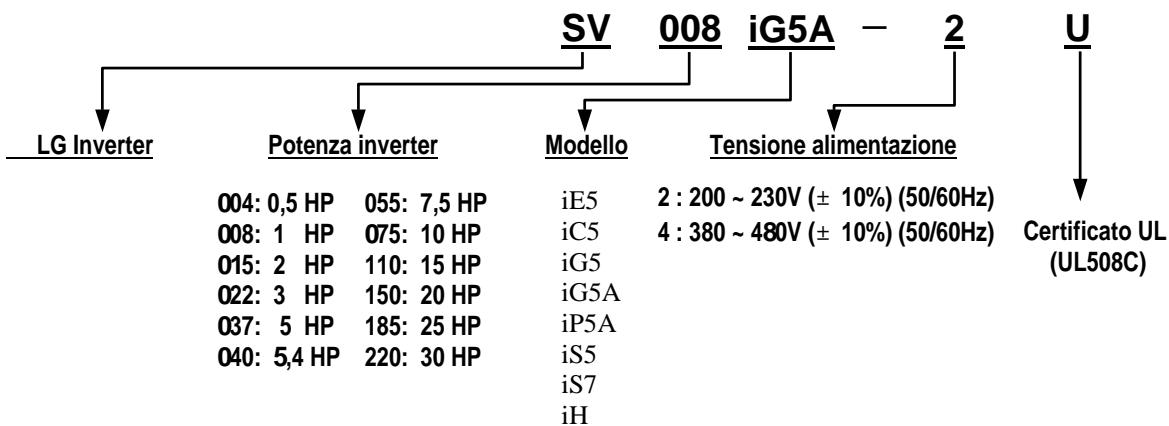 SV 008 iG5A – 2 U
LG Inverter Potenza inverter Modello Tensione alimentazione
004: 0,5 HP 055: 7,5 HP iE5 2 : 200 ~ 230V (± 10%) (50/60Hz)
008: 1 HP 075: 10 HP iC5 4 : 380 ~ 480V (± 10%) (50/60Hz) Certificato UL
015: 2 HP 110: 15 HP iG5 (UL508C)
022: 3 HP 150: 20 HP iG5A
037: 5 HP 185: 25 HP iP5A
040: 5,4 HP 220: 30 HP iS5
iS7
iH